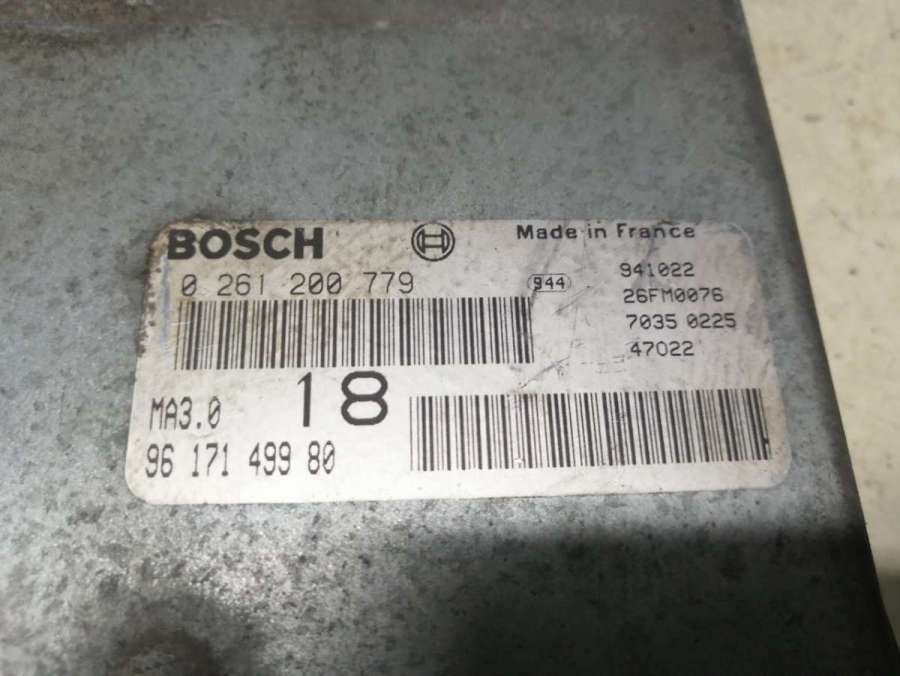 BOSCH
Made in France
0 261 200 779
944
941022
26FM0076
7035 0225
47022
MA3.0
18
96 171 499 80